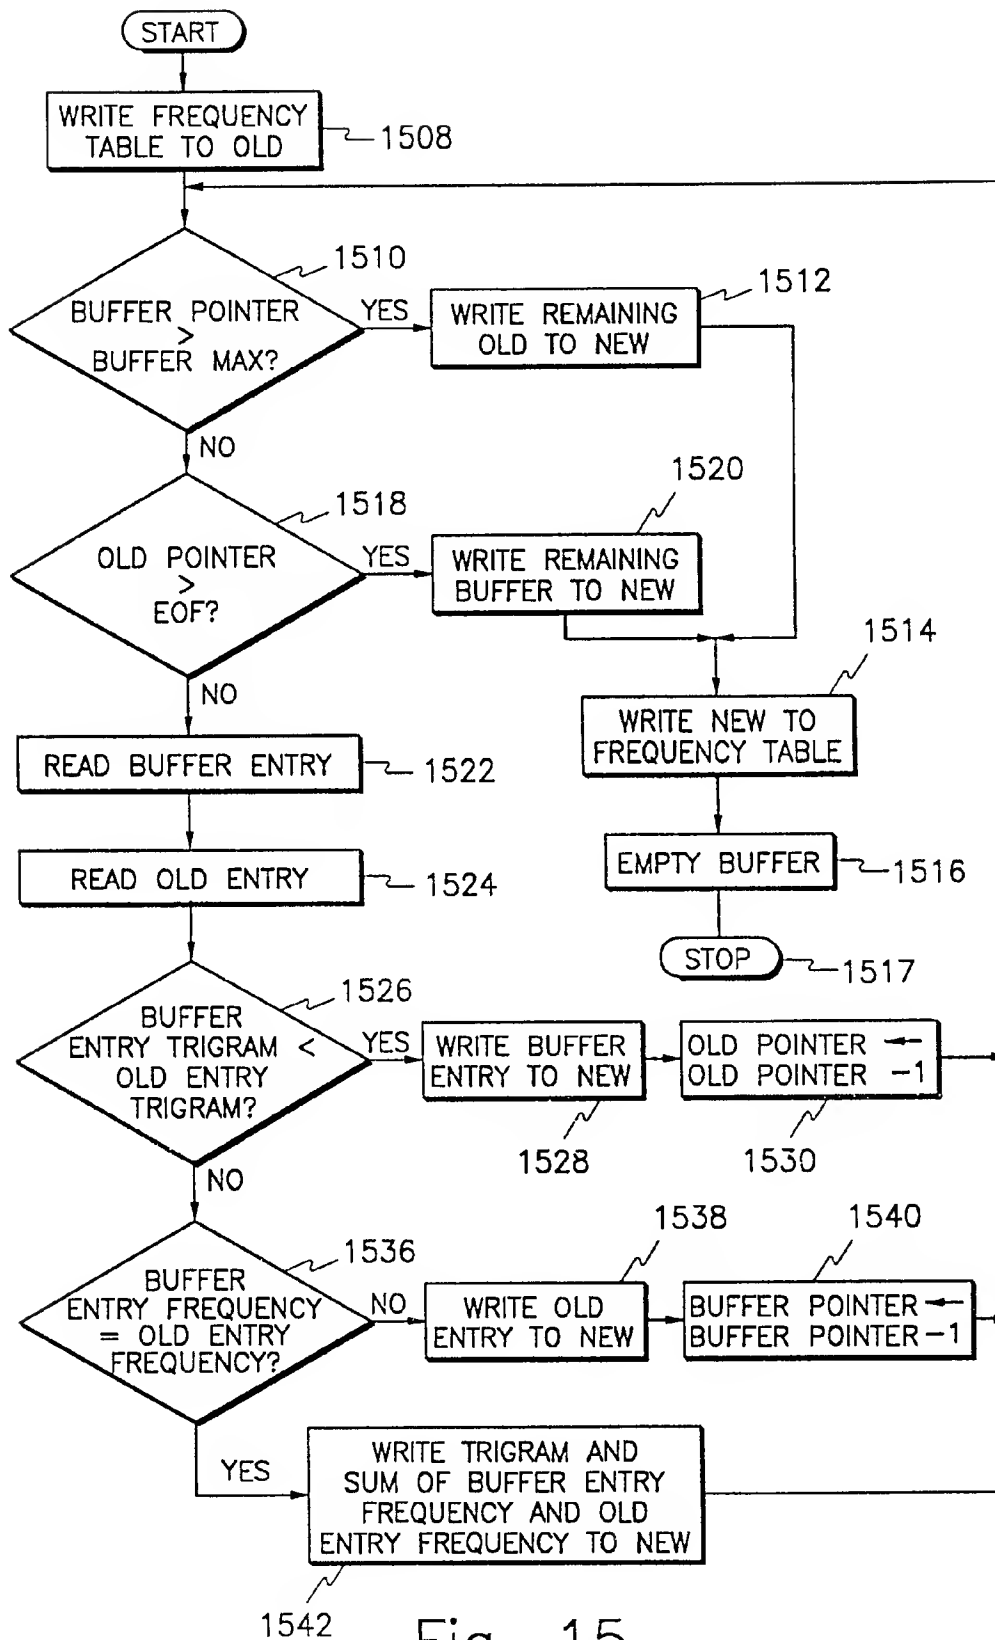 START
WRITE FREQUENCY
TABLE TO OLD
1508
1510
BUFFER POINTER
>
BUFFER MAX?
YES
WRITE REMAINING
OLD TO NEW
1512
NO
1518
OLD POINTER
>
EOF?
YES
WRITE REMAINING
BUFFER TO NEW
1520
1514
WRITE NEW TO
FREQUENCY TABLE
NO
READ BUFFER ENTRY
1522
EMPTY BUFFER
1516
READ OLD ENTRY
1524
STOP
1517
1526
BUFFER
ENTRY TRIGRAM <
OLD ENTRY
TRIGRAM?
YES
WRITE BUFFER
ENTRY TO NEW
1528
OLD POINTER ←
OLD POINTER -1
1530
NO
1536
BUFFER
ENTRY FREQUENCY
= OLD ENTRY
FREQUENCY?
NO
1538
WRITE OLD
ENTRY TO NEW
1540
BUFFER POINTER ←
BUFFER POINTER -1
YES
WRITE TRIGRAM AND
SUM OF BUFFER ENTRY
FREQUENCY AND OLD
ENTRY FREQUENCY TO NEW
1542
Fig. 15